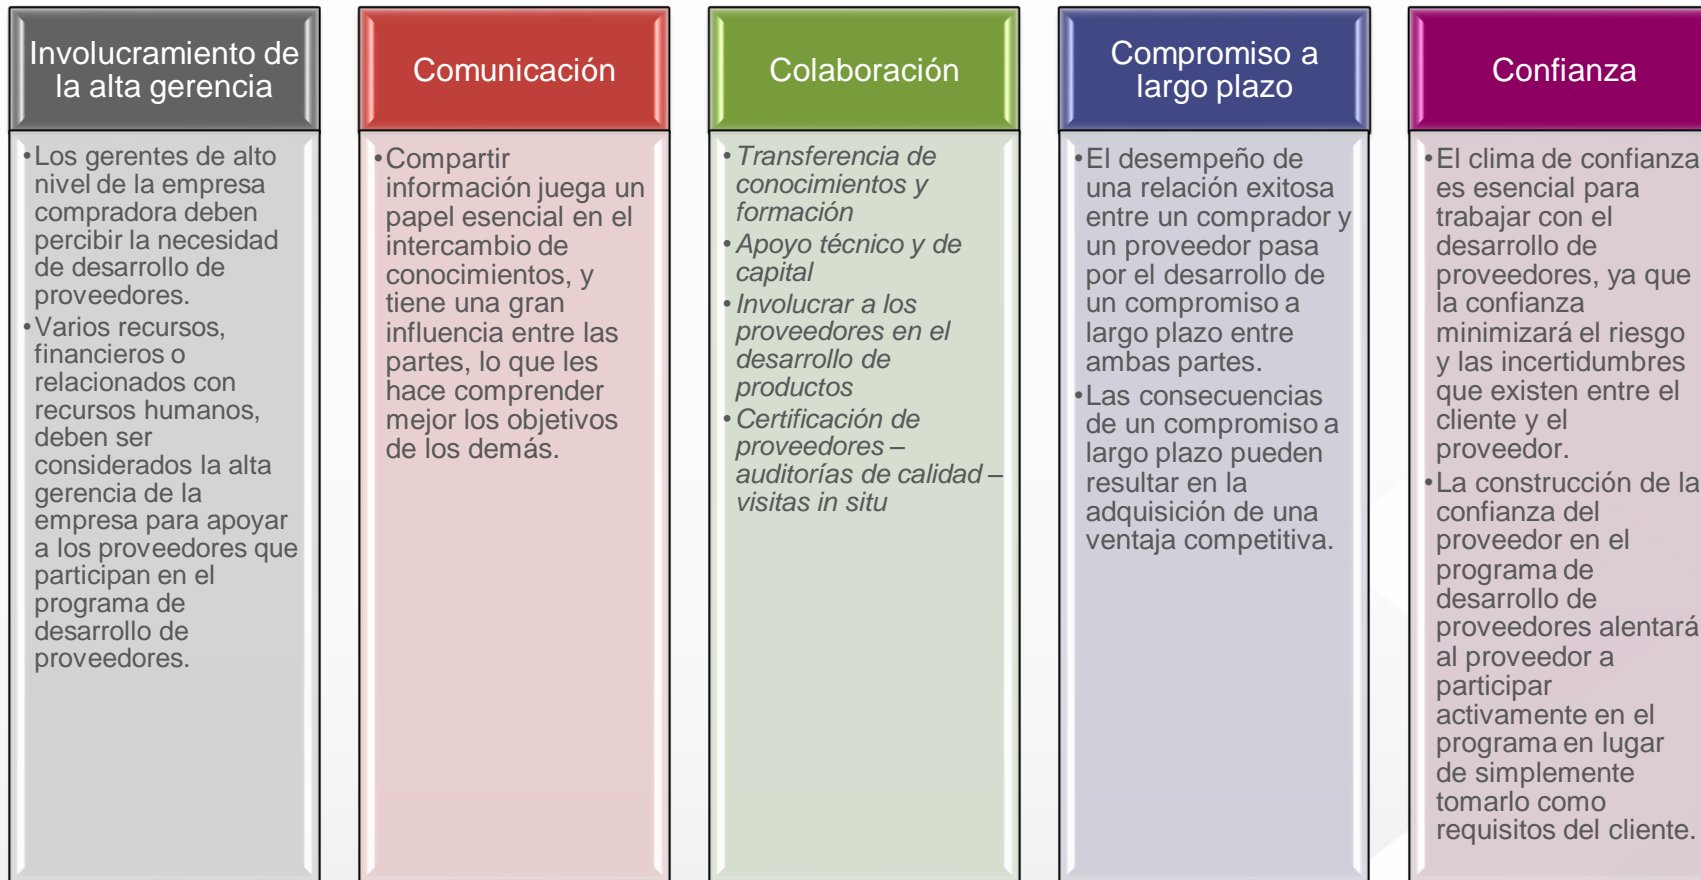 Involucramiento de
la alta gerencia
•Los gerentes de alto
nivel de la empresa
compradora deben
percibir la necesidad
de desarrollo de
proveedores.
•Varios recursos,
financieros o
relacionados con
recursos humanos,
deben ser
considerados la alta
gerencia de la
empresa para apoyar
a los proveedores que
participan en el
programa de
desarrollo de
proveedores.
Comunicación
•Compartir
información juega un
papel esencial en el
intercambio de
conocimientos, y
tiene una gran
influencia entre las
partes, lo que les
hace comprender
mejor los objetivos
de los demás.
Colaboración
•Transferencia de
conocimientos y
formación
•Apoyo técnico y de
capital
•Involucrar a los
proveedores en el
desarrollo de
productos
•Certificación de
proveedores –
auditorías de calidad –
visitas in situ
Compromiso a
largo plazo
•El desempeño de
una relación exitosa
entre un comprador y
un proveedor pasa
por el desarrollo de
un compromiso a
largo plazo entre
ambas partes.
•Las consecuencias
de un compromiso a
largo plazo pueden
resultar en la
adquisición de una
ventaja competitiva.
Confianza
•El clima de confianza
es esencial para
trabajar con el
desarrollo de
proveedores, ya que
la confianza
minimizará el riesgo
y las incertidumbres
que existen entre el
cliente y el
proveedor.
•La construcción de la
confianza del
proveedor en el
programa de
desarrollo de
proveedores alentará
al proveedor a
participar
activamente en el
programa en lugar
de simplemente
tomarlo como
requisitos del cliente.